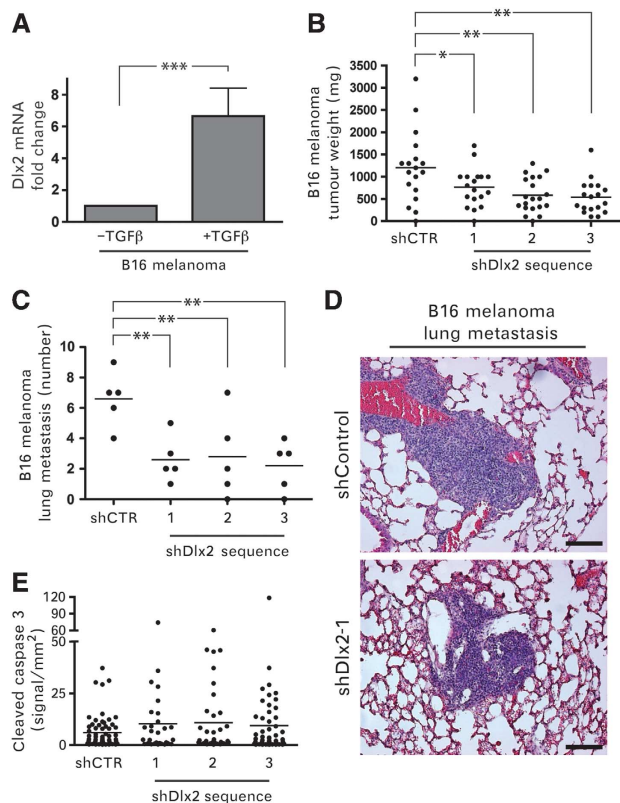 A
Dlx2 mRNA
fold change
8
6
4
2
0
***
−TGFβ
+TGFβ
B16 melanoma
B
B16 melanoma
tumour weight (mg)
3500
3000
2500
2000
1500
1000
500
0
**
**
*
shCTR
1
2
3
shDlx2 sequence
C
B16 melanoma
lung metastasis (number)
10
8
6
4
2
0
**
**
**
shCTR
1
2
3
shDlx2 sequence
D
B16 melanoma
lung metastasis
shControl
shDlx2-1
E
Cleaved caspase 3
(signal/mm²)
120
90
60
50
25
0
shCTR
1
2
3
shDlx2 sequence